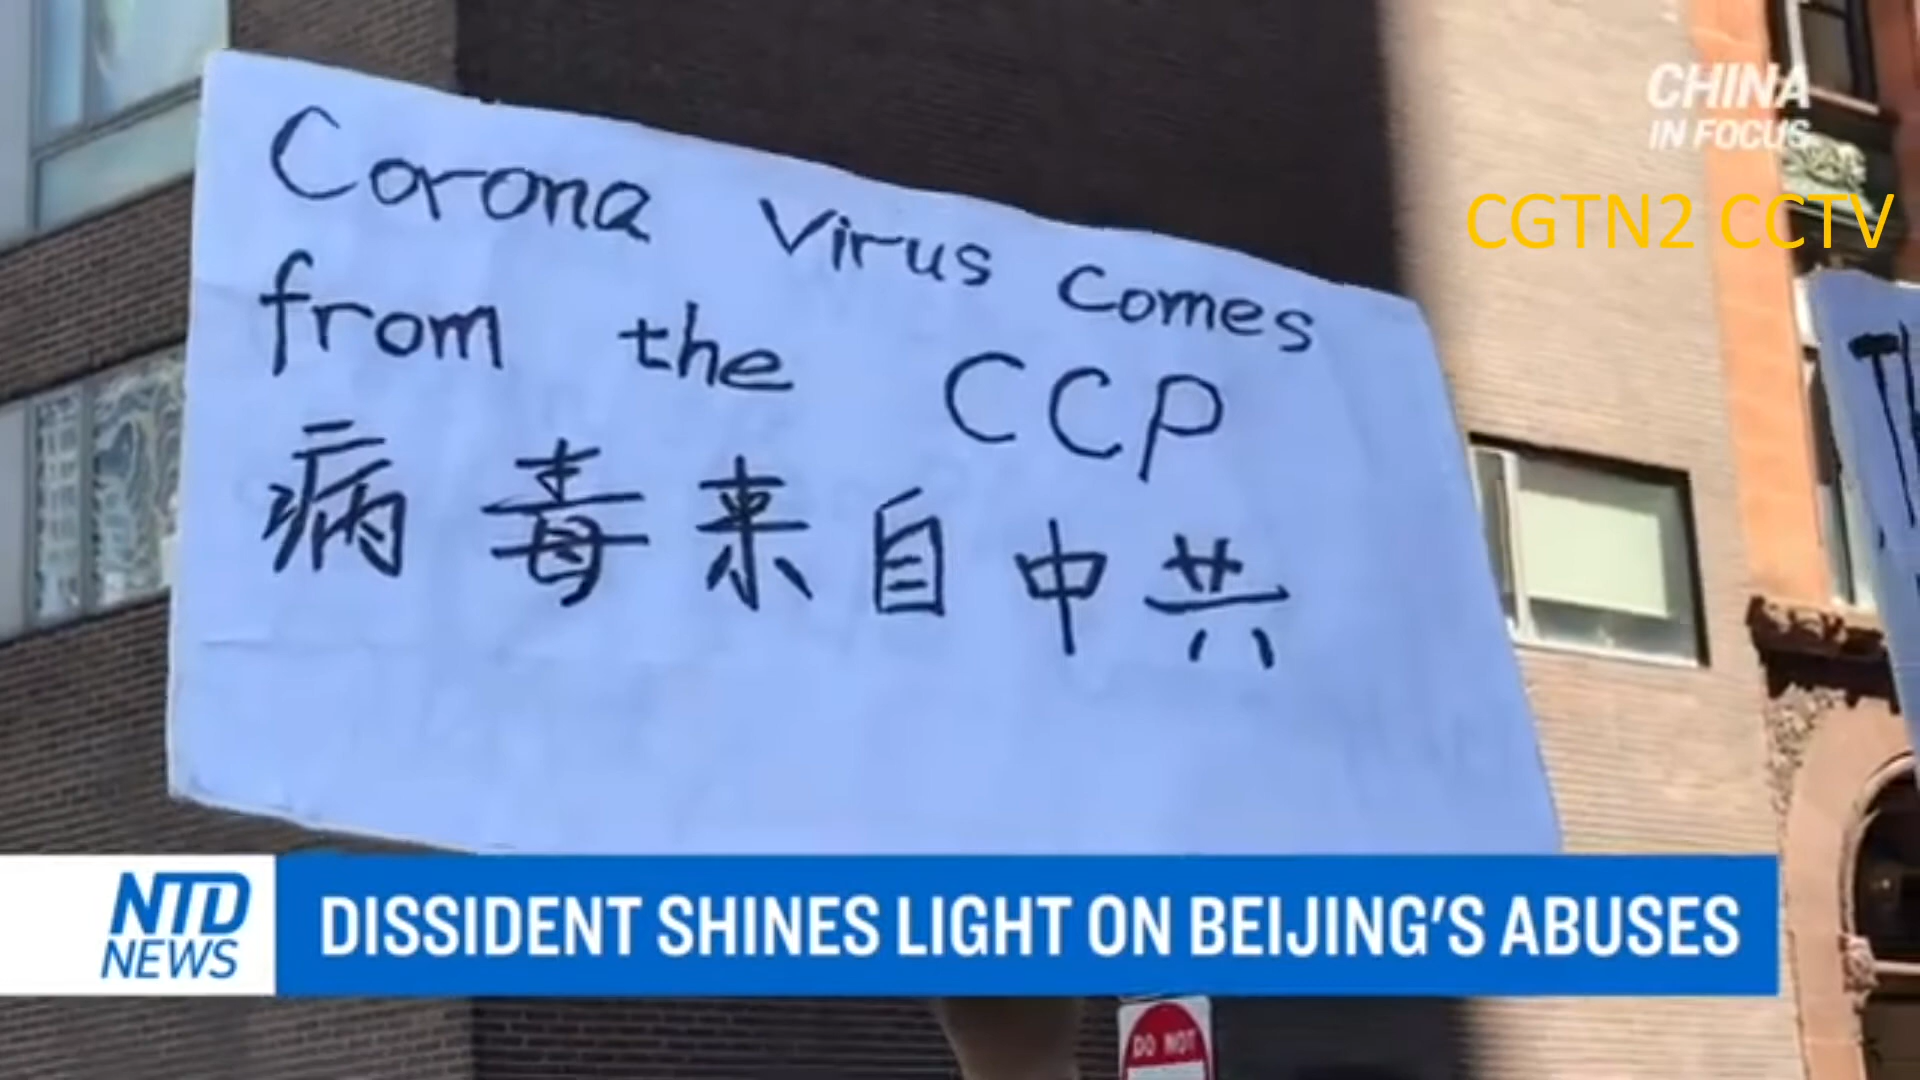 CHINA
IN FOCUS
CGTN2 CCTV
Corona Virus Comes
from the CCP
病毒来自中共
NTD
NEWS
DISSIDENT SHINES LIGHT ON BEIJING'S ABUSES
DO NOT